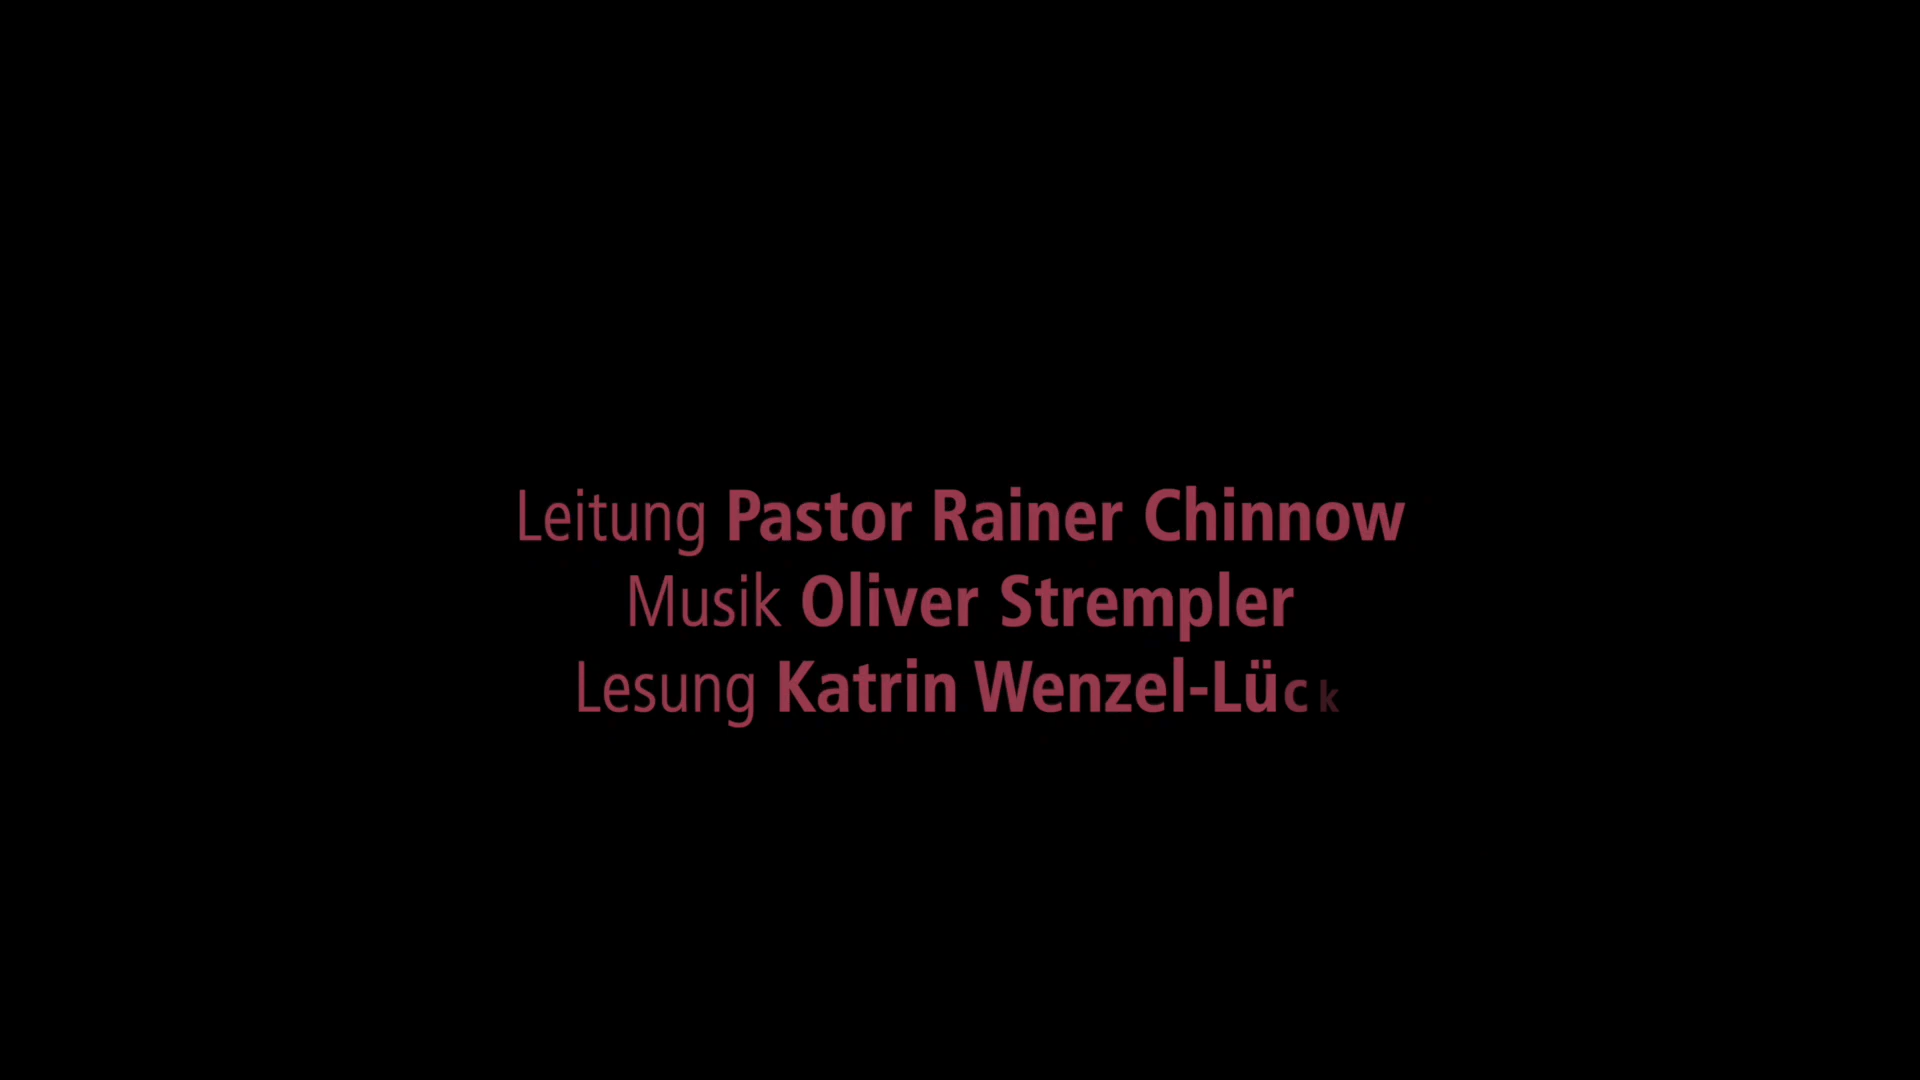 Leitung Pastor Rainer Chinnow
Musik Oliver Strempler
Lesung Katrin Wenzel-Lück